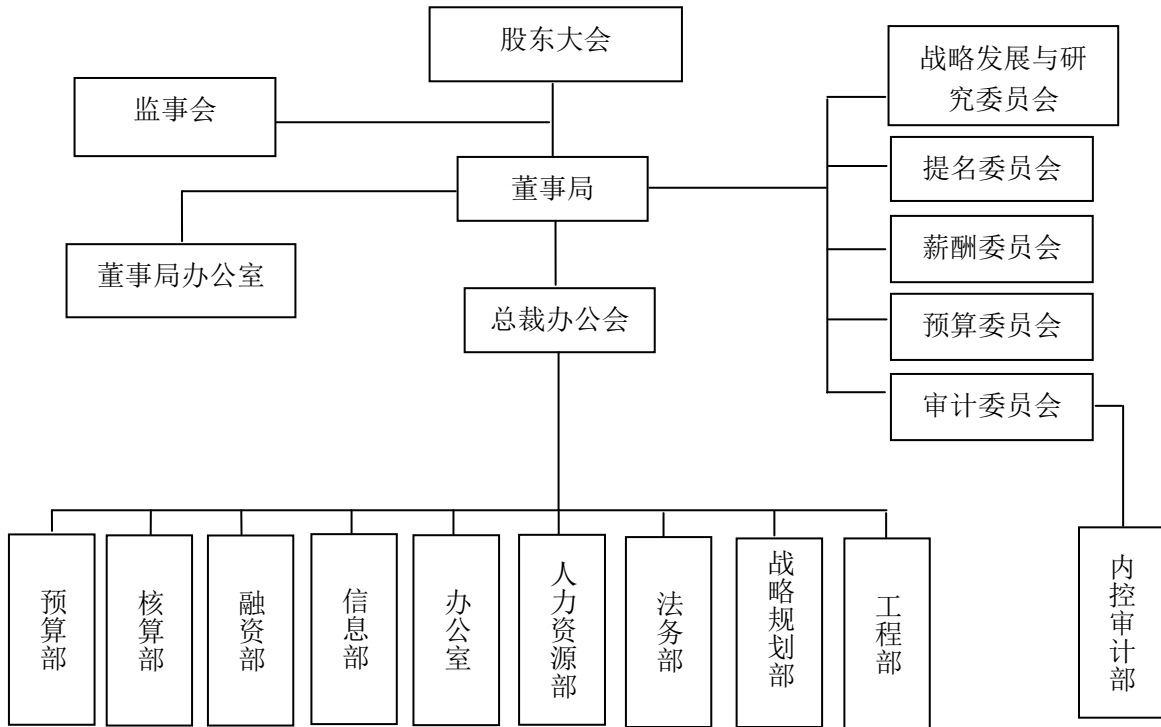 股东大会
战略发展与研
究委员会
监事会
提名委员会
董事局
薪酬委员会
董事局办公室
总裁办公会
预算委员会
审计委员会
预算部
核算部
融资部
信息部
办公室
人力资源部
法务部
战略规划部
工程部
内控审计部